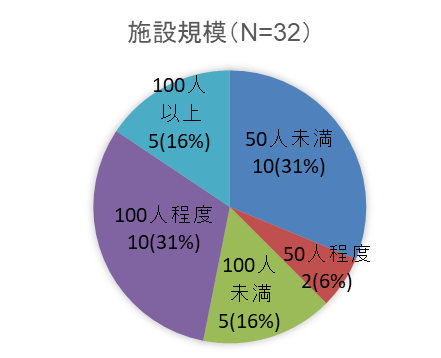 施設規模（N=32）
100人
以上
5(16%)
50人未満
10(31%)
100人程度
10(31%)
50人程度
2(6%)
100人
未満
5(16%)